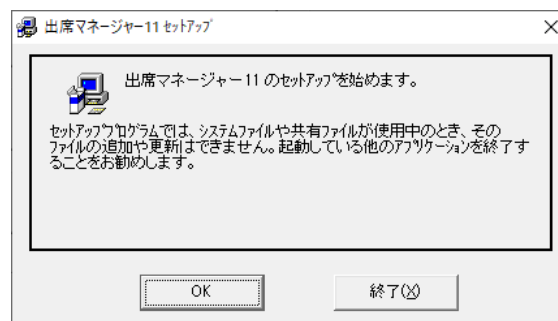 出席マネージャー11 ｾｯﾄｱｯﾌﾟ
出席マネージャー11 のｾｯﾄｱｯﾌﾟを始めます。
ｾｯﾄｱｯﾌﾟﾌﾟﾛｸﾞﾗﾑでは、ｼｽﾃﾑﾌｧｲﾙや共有ﾌｧｲﾙが使用中のとき、その
ﾌｧｲﾙの追加や更新はできません。起動している他のｱﾌﾟﾘｹｰｼｮﾝを終了す
ることをお勧めします。
OK
終了(X)